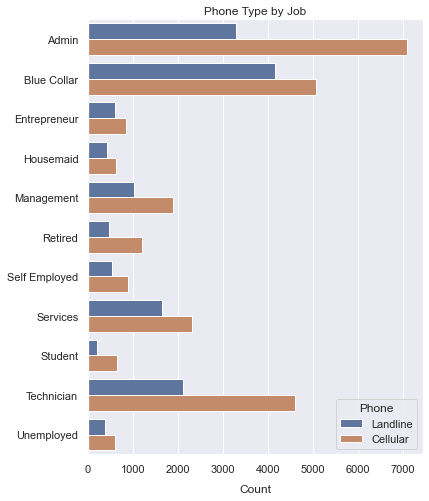 Phone Type by Job
Admin
Blue Collar
Entrepreneur
Housemaid
Management
Retired
Self Employed
Services
Student
Technician
Unemployed
Phone
Landline
Cellular
0 1000 2000 3000 4000 5000 6000 7000
Count